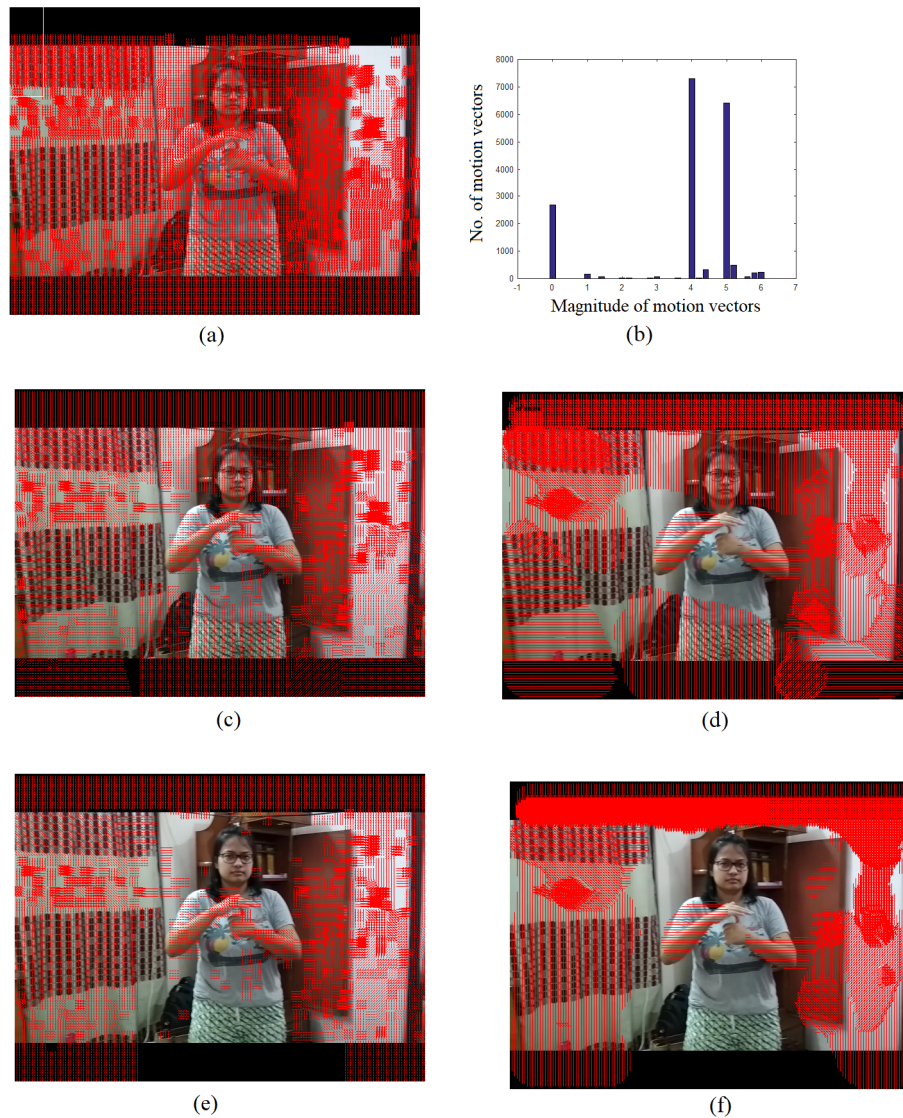 (a)
8000
7000
6000
5000
4000
3000
2000
1000
0
-1 0 1 2 3 4 5 6 7
No. of motion vectors
Magnitude of motion vectors
(b)
(c)
(d)
(e)
(f)